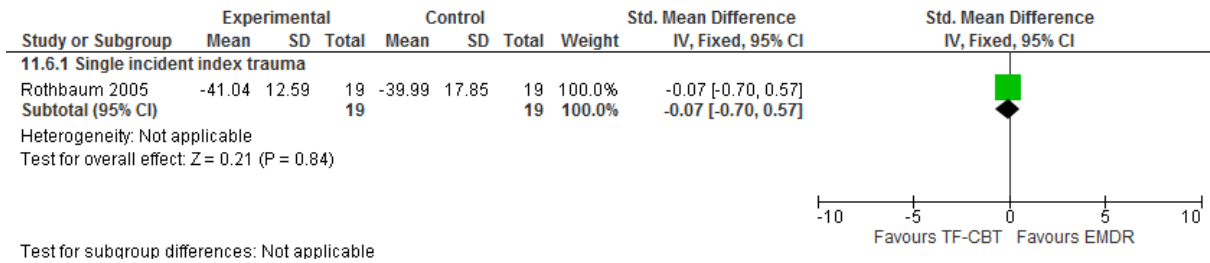 Experimental Control Std. Mean Difference Std. Mean Difference
Study or Subgroup Mean SD Total Mean SD Total Weight IV, Fixed, 95% CI IV, Fixed, 95% CI
11.6.1 Single incident index trauma
Rothbaum 2005 -41.04 12.59 19 -39.99 17.85 19 100.0% -0.07 [-0.70, 0.57]
Subtotal (95% CI) 19 19 100.0% -0.07 [-0.70, 0.57]
Heterogeneity: Not applicable
Test for overall effect: Z = 0.21 (P = 0.84)
-10 -5 0 5 10
Favours TF-CBT Favours EMDR
Test for subgroup differences: Not applicable